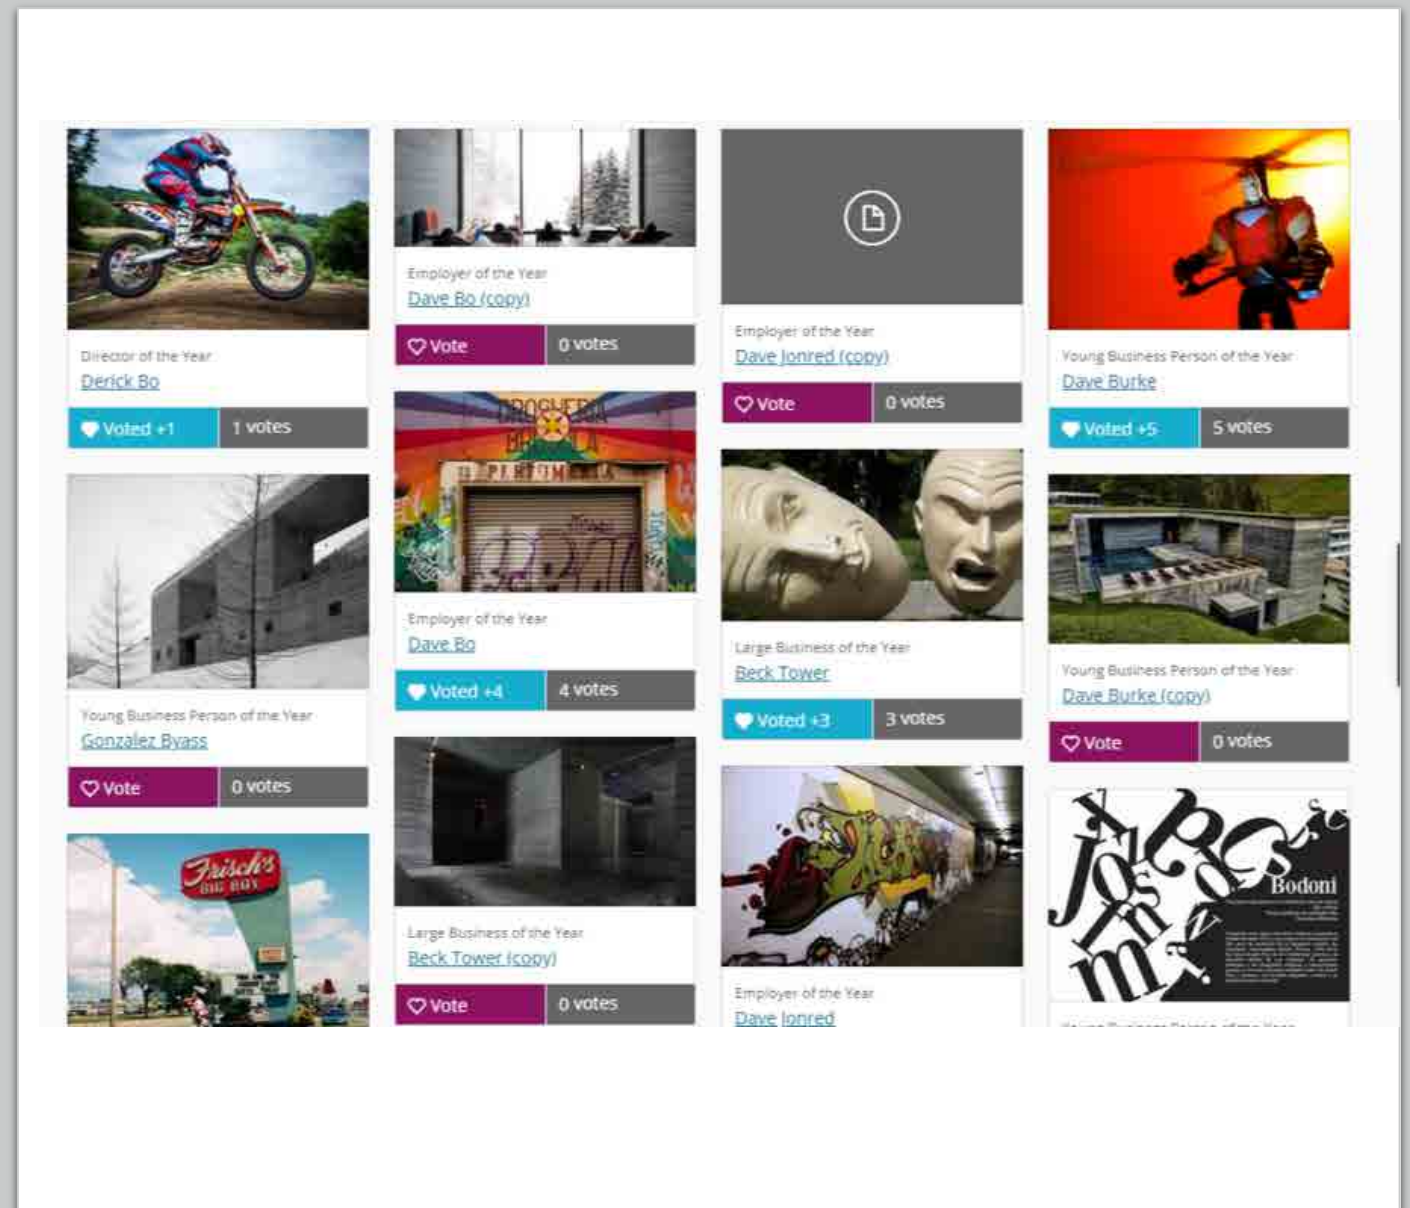 Director of the Year
Derick Bo
Voted +1
1 votes
Young Business Person of the Year
Gonzalez Byass
Vote
0 votes
Frisch's
BIG BOY
Employer of the Year
Dave Bo (copy)
Vote
0 votes
Employer of the Year
Dave Bo
Voted +4
4 votes
Large Business of the Year
Beck Tower (copy)
Vote
0 votes
Employer of the Year
Dave Jonred (copy)
Vote
0 votes
Large Business of the Year
Beck Tower
Voted +3
3 votes
Employer of the Year
Dave Jonred
Young Business Person of the Year
Dave Burke
Voted +5
5 votes
Young Business Person of the Year
Dave Burke (copy)
Vote
0 votes
Bodoni